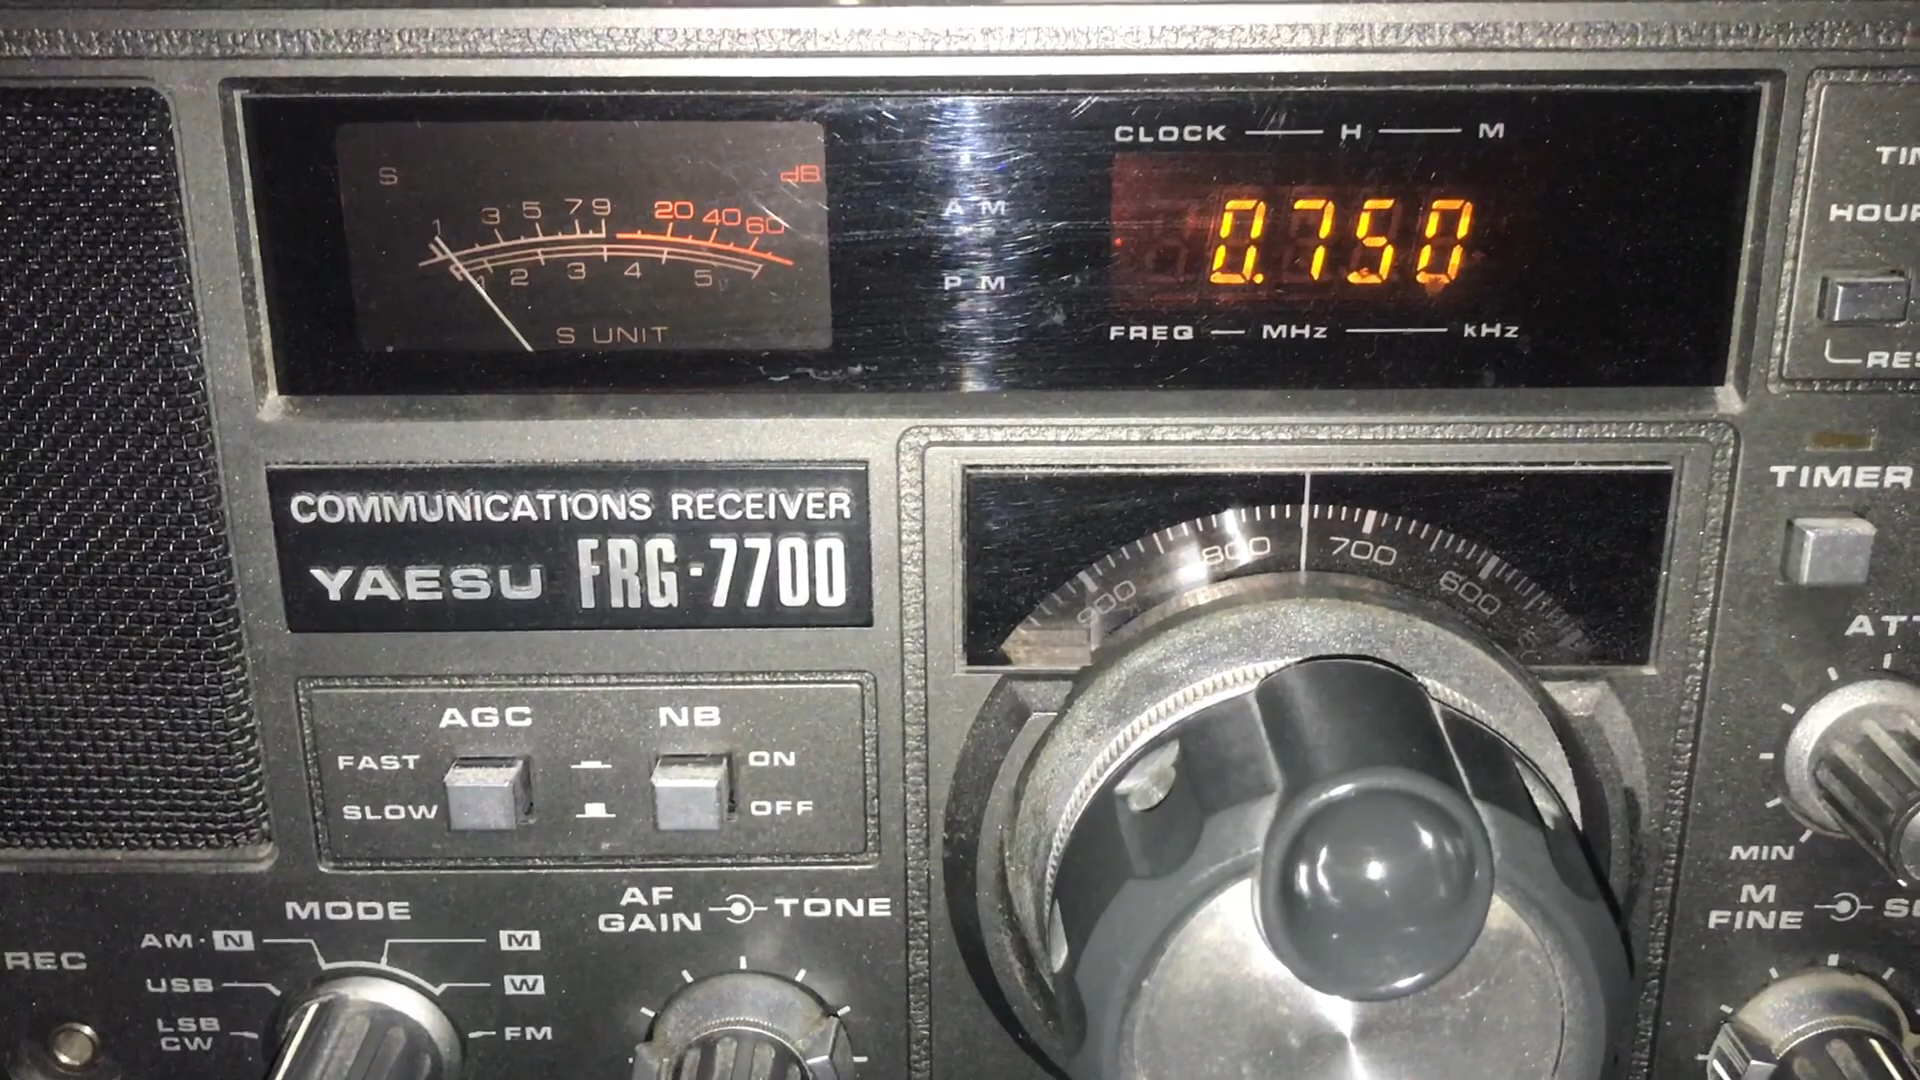 S
dB
1 3 5 7 9 20 40 60
1 2 3 4 5
S UNIT
AM
PM
CLOCK H M
0.750
FREQ MHz kHz
HOUR
COMMUNICATIONS RECEIVER
YAESU FRG-7700
900 800 700 600
TIMER
ATT
AGC NB
FAST ON
SLOW OFF
MODE
AM · N M
USB W
LSB
CW
FM
REC
AF
GAIN TONE
MIN
M
FINE